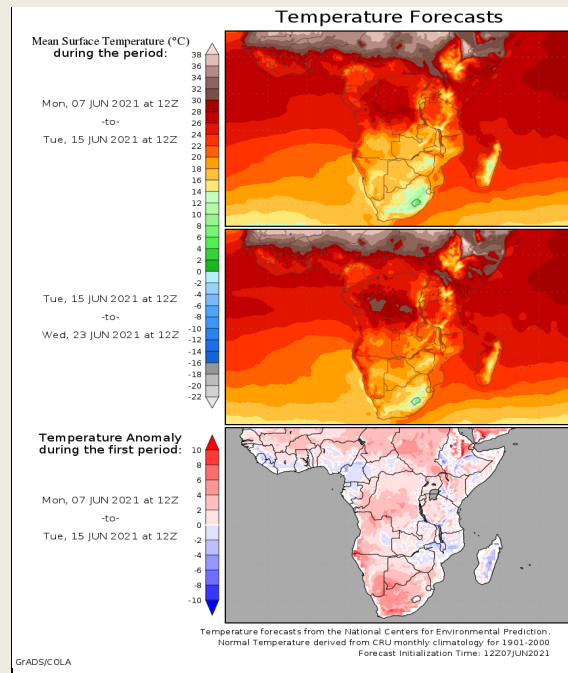 Temperature Forecasts
Mean Surface Temperature (°C)
during the period:
Mon, 07 JUN 2021 at 12Z
-to-
Tue, 15 JUN 2021 at 12Z
38
36
34
32
30
28
26
24
22
20
18
16
14
12
10
8
6
4
2
0
-2
-4
-6
-8
-10
-12
-14
-16
-18
-20
-22
Tue, 15 JUN 2021 at 12Z
-to-
Wed, 23 JUN 2021 at 12Z
Temperature Anomaly
during the first period:
Mon, 07 JUN 2021 at 12Z
-to-
Tue, 15 JUN 2021 at 12Z
10
8
6
4
2
0
-2
-4
-6
-8
-10
Temperature forecasts from the National Centers for Environmental Prediction.
Normal Temperature derived from CRU monthly climatology for 1901-2000
Forecast Initialization Time: 12Z07JUN2021
GrADS/COLA